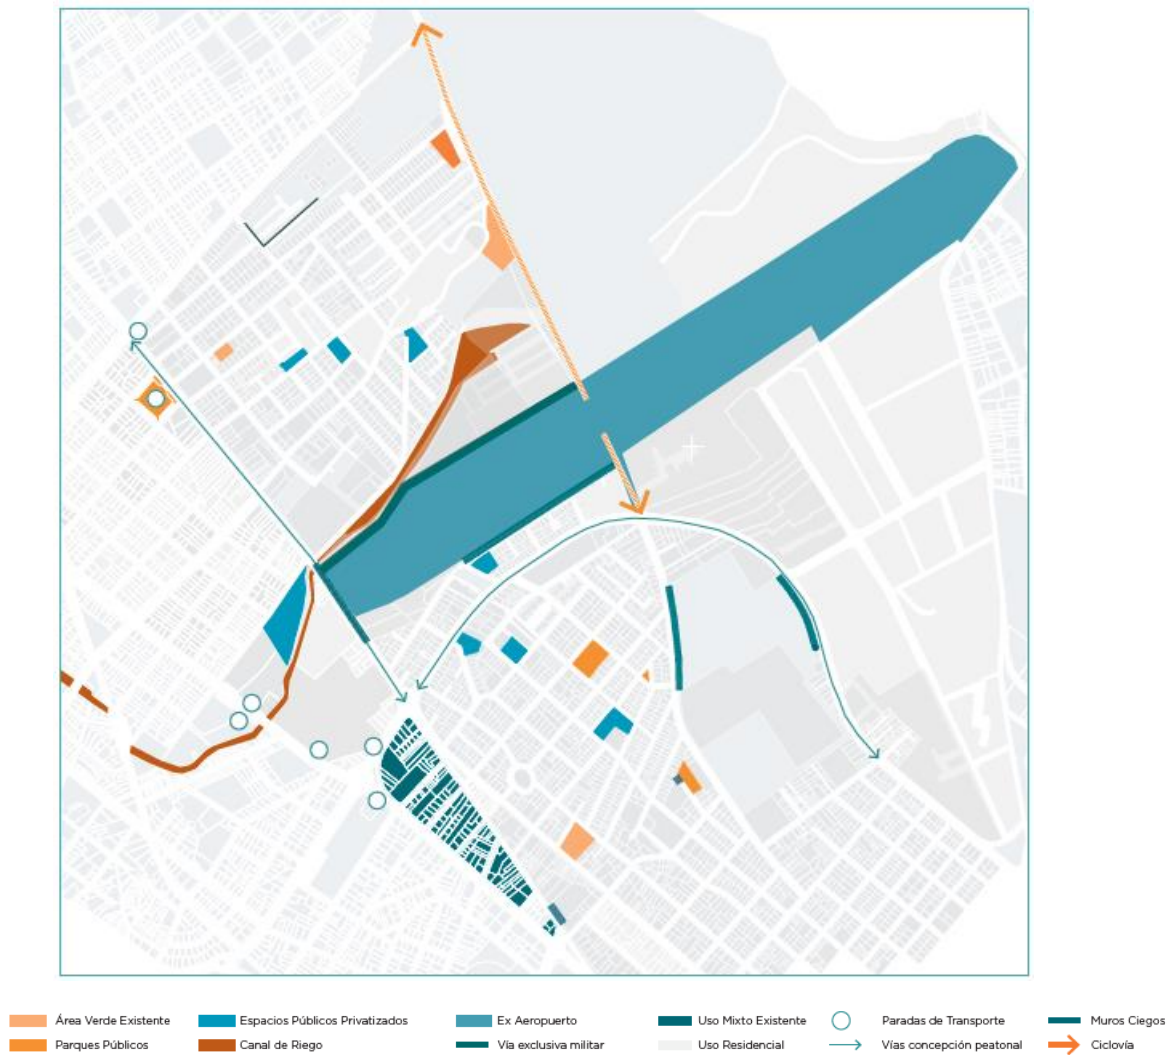 Área Verde Existente
Espacios Públicos Privatizados
Ex Aeropuerto
Uso Mixto Existente
Paradas de Transporte
Muros Ciegos
Parques Públicos
Canal de Riego
Vía exclusiva militar
Uso Residencial
Vías concepción peatonal
Ciclovía